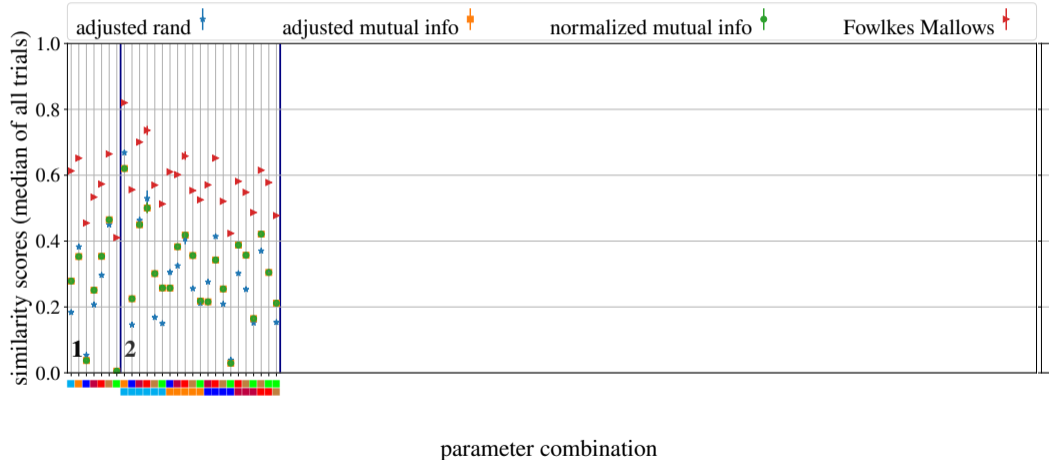 adjusted rand
adjusted mutual info
normalized mutual info
Fowlkes Mallows
similarity scores (median of all trials)
1.0
0.8
0.6
0.4
0.2
0.0
1
2
parameter combination